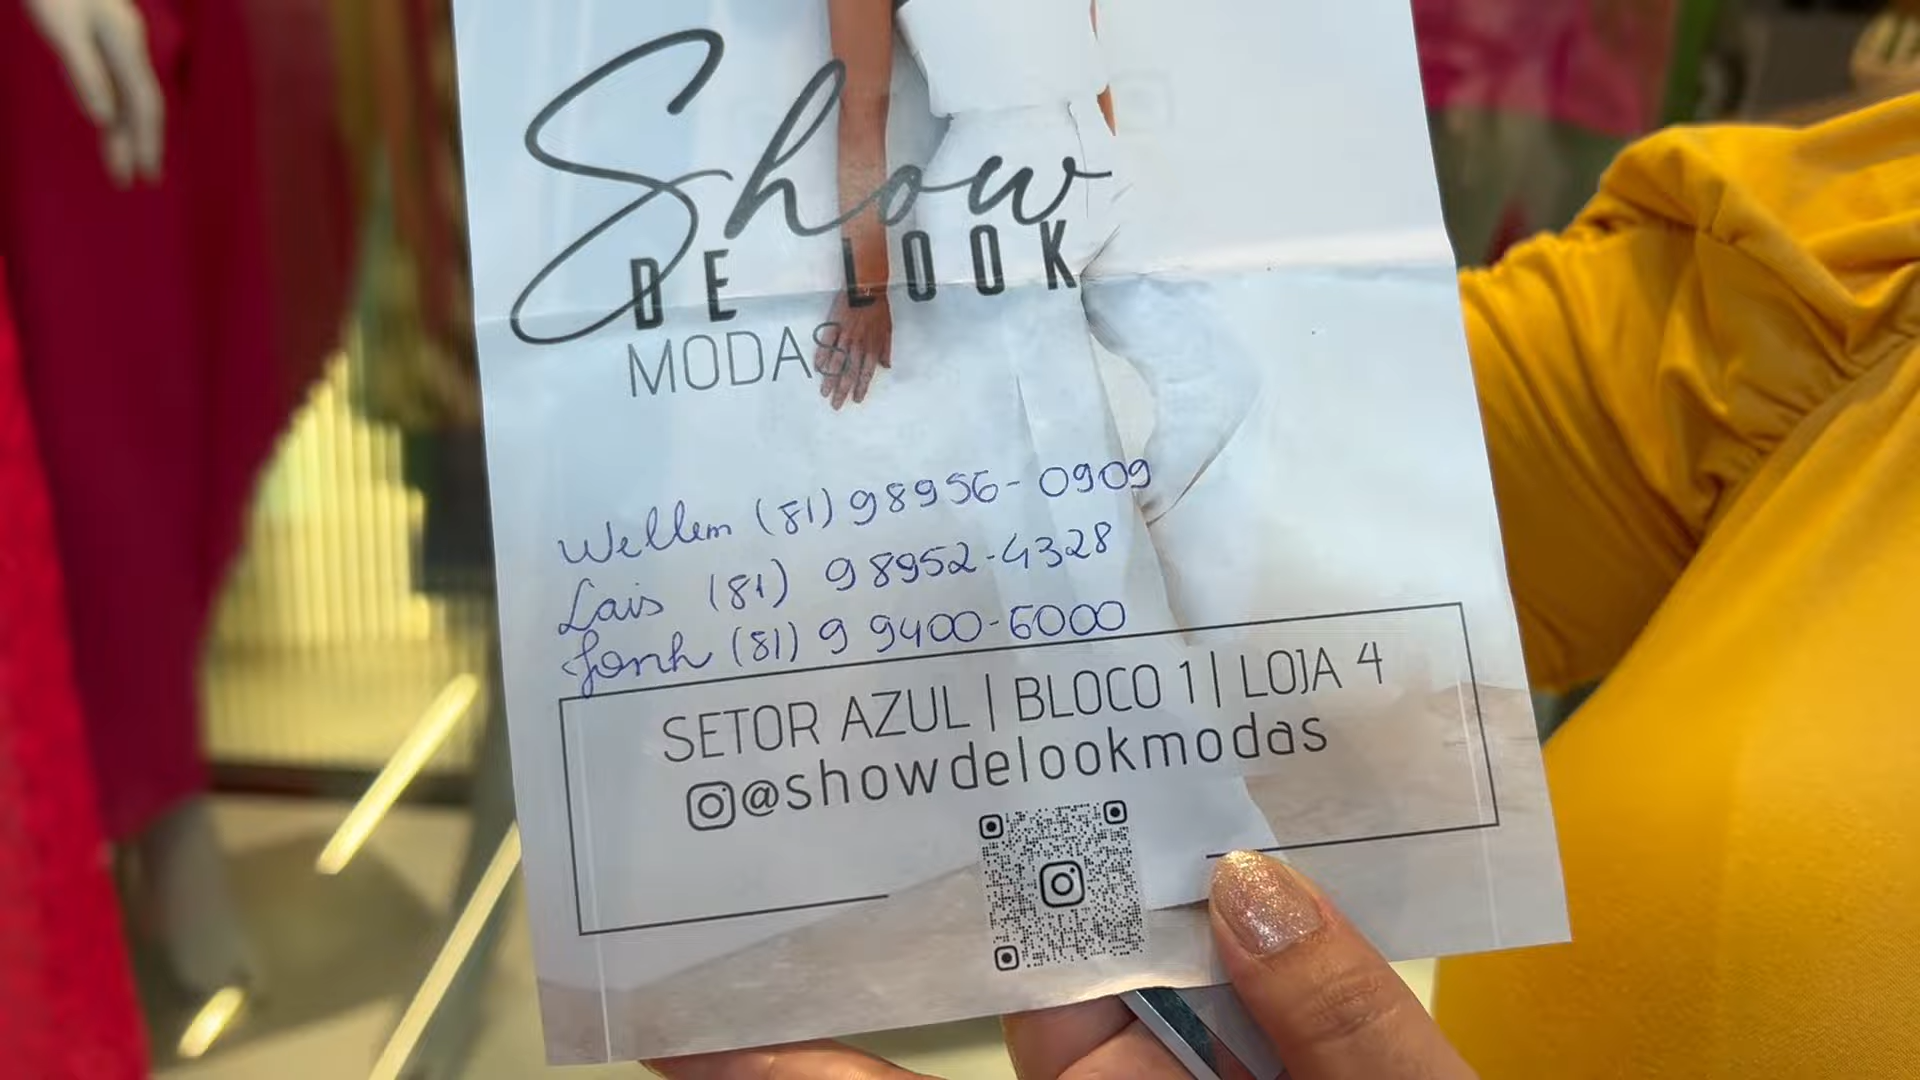 Show
DE LOOK
MODAS
Wellem (81) 98956-0909
Lais (81) 98952-4328
Jonh (81) 9 9400-6000
SETOR AZUL | BLOCO 1 | LOJA 4
@showdelookmodas